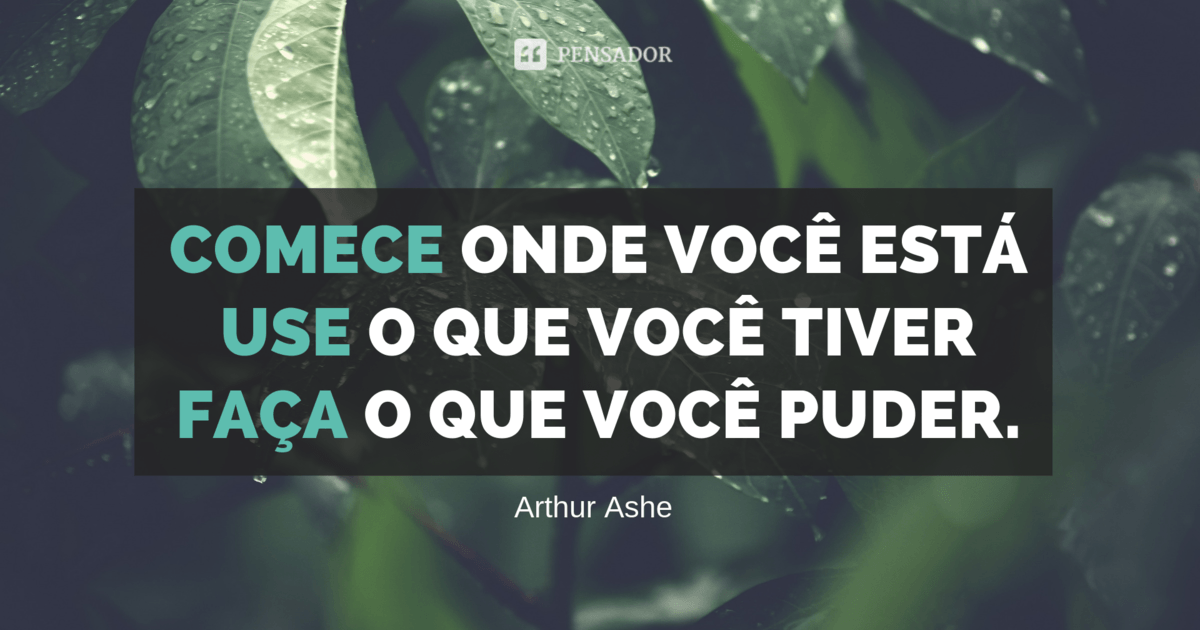 PENSADOR
COMECE ONDE VOCÊ ESTÁ
USE O QUE VOCÊ TIVER
FAÇA O QUE VOCÊ PUDER.
Arthur Ashe